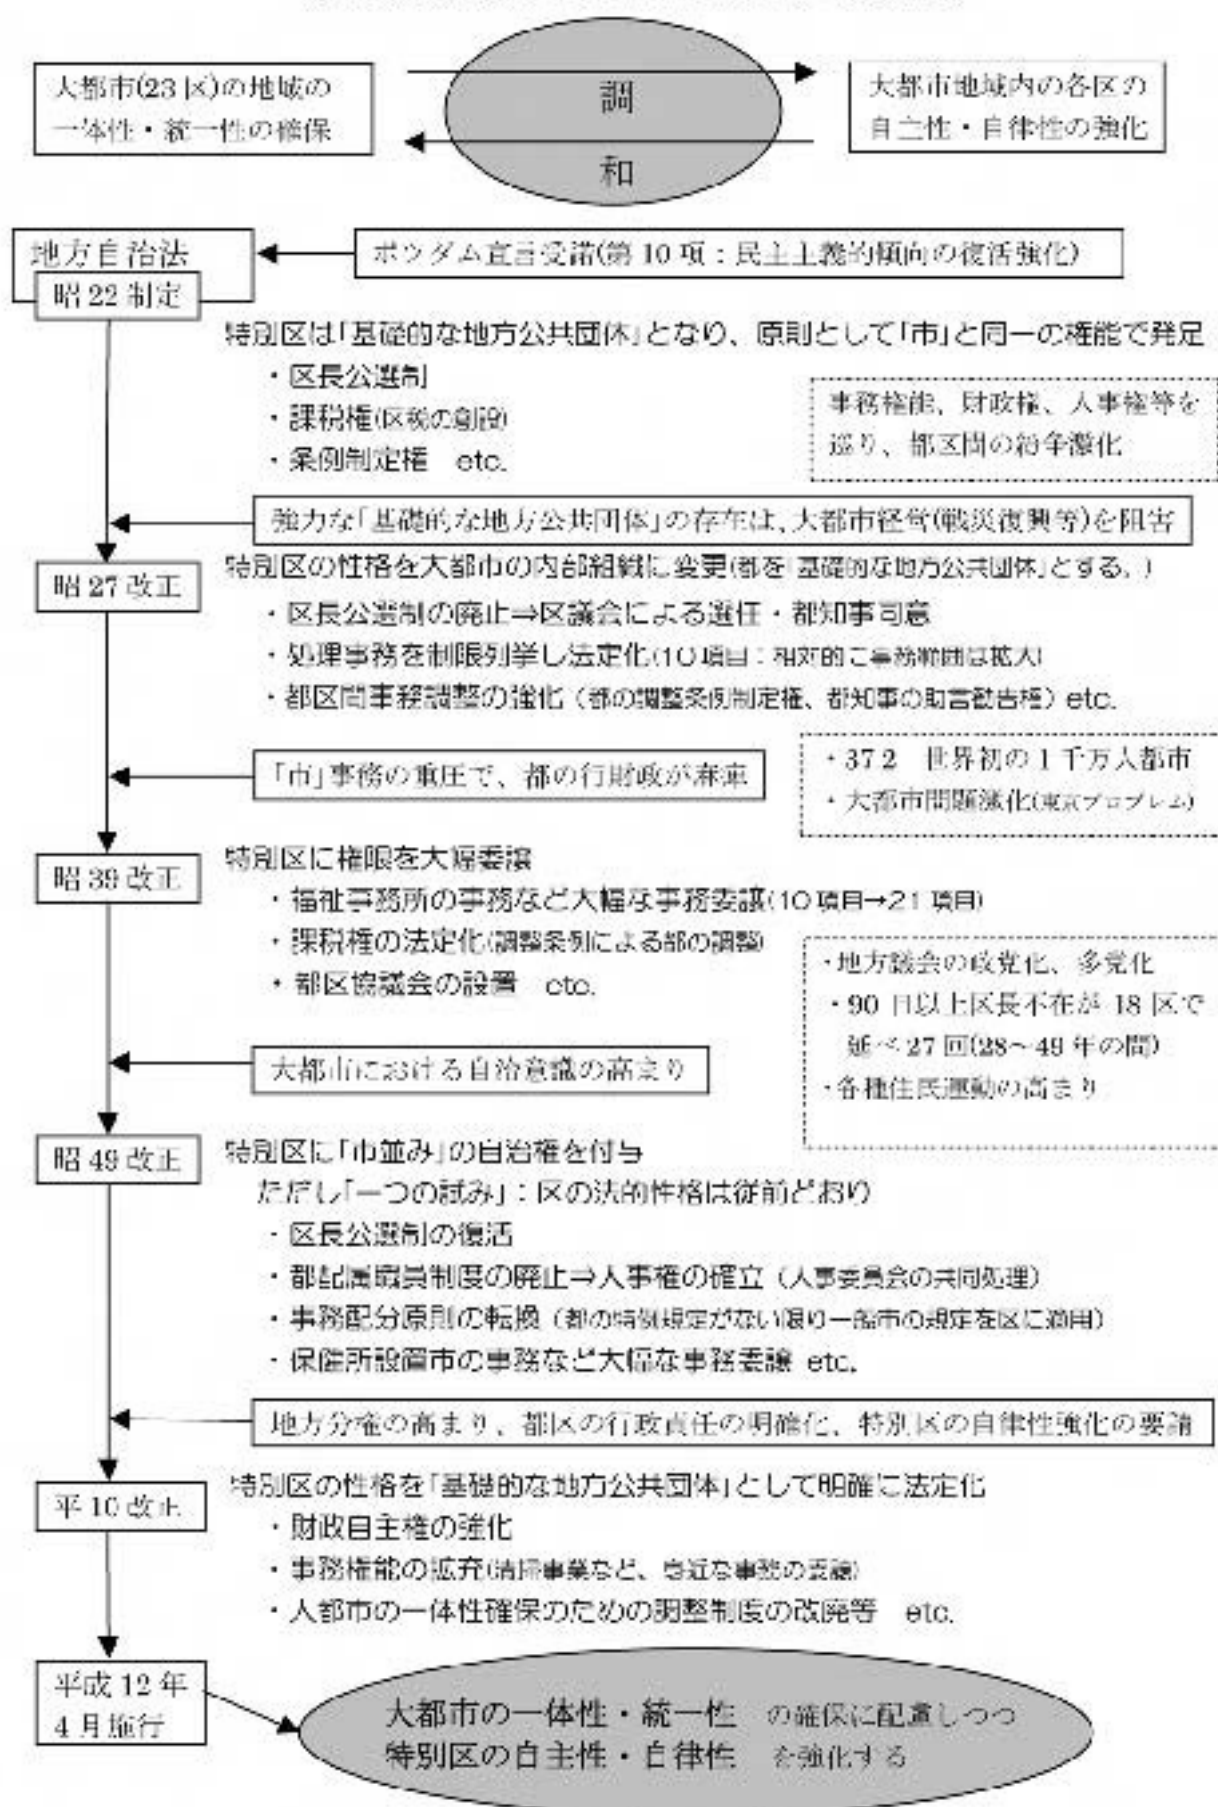 大都市(23区)の地域の
一体性・統一性の確保
調
和
大都市地域内の各区の
自主性・自律性の強化
地方自治法
昭22制定
ポツダム宣言受諾(第10項：民主主義的傾向の復活強化)
特別区は「基礎的な地方公共団体」となり、原則として「市」と同一の権能で発足
・区長公選制
・課税権(区税の創設)
・条例制定権　etc.
事務権能、財政権、人事権等を
巡り、都区間の紛争激化
強力な「基礎的な地方公共団体」の存在は、大都市経営(戦災復興等)を阻害
昭27改正
特別区の性格を大都市の内部組織に変更(都を「基礎的な地方公共団体」とする。)
・区長公選制の廃止⇒区議会による選任・都知事同意
・処理事務を制限列挙し法定化(10項目：相対的に事務範囲は拡大)
・都区間事務調整の強化（都の調整条例制定権、都知事の助言勧告権）etc.
「市」事務の重圧で、都の行財政が麻痺
・37.2　世界初の1千万人都市
・大都市問題激化(東京プロブレム)
昭39改正
特別区に権限を大幅委譲
・福祉事務所の事務など大幅な事務委譲(10項目→21項目)
・課税権の法定化(調整条例による都の調整)
・都区協議会の設置　etc.
・地方議会の政党化、多党化
・90日以上区長不在が18区で
延べ27回(28～49年の間)
・各種住民運動の高まり
大都市における自治意識の高まり
昭49改正
特別区に「市並み」の自治権を付与
ただし「一つの試み」：区の法的性格は従前どおり
・区長公選制の復活
・都配属職員制度の廃止⇒人事権の確立（人事委員会の共同処理）
・事務配分原則の転換（都の特例規定がない限り一般市の規定を区に適用）
・保健所設置市の事務など大幅な事務委譲 etc.
地方分権の高まり、都区の行政責任の明確化、特別区の自律性強化の要請
平10改正
特別区の性格を「基礎的な地方公共団体」として明確に法定化
・財政自主権の強化
・事務権能の拡充(清掃事業など、身近な事務の委譲)
・大都市の一体性確保のための調整制度の改廃等　etc.
平成12年
4月施行
大都市の一体性・統一性　の確保に配慮しつつ
特別区の自主性・自律性　を強化する